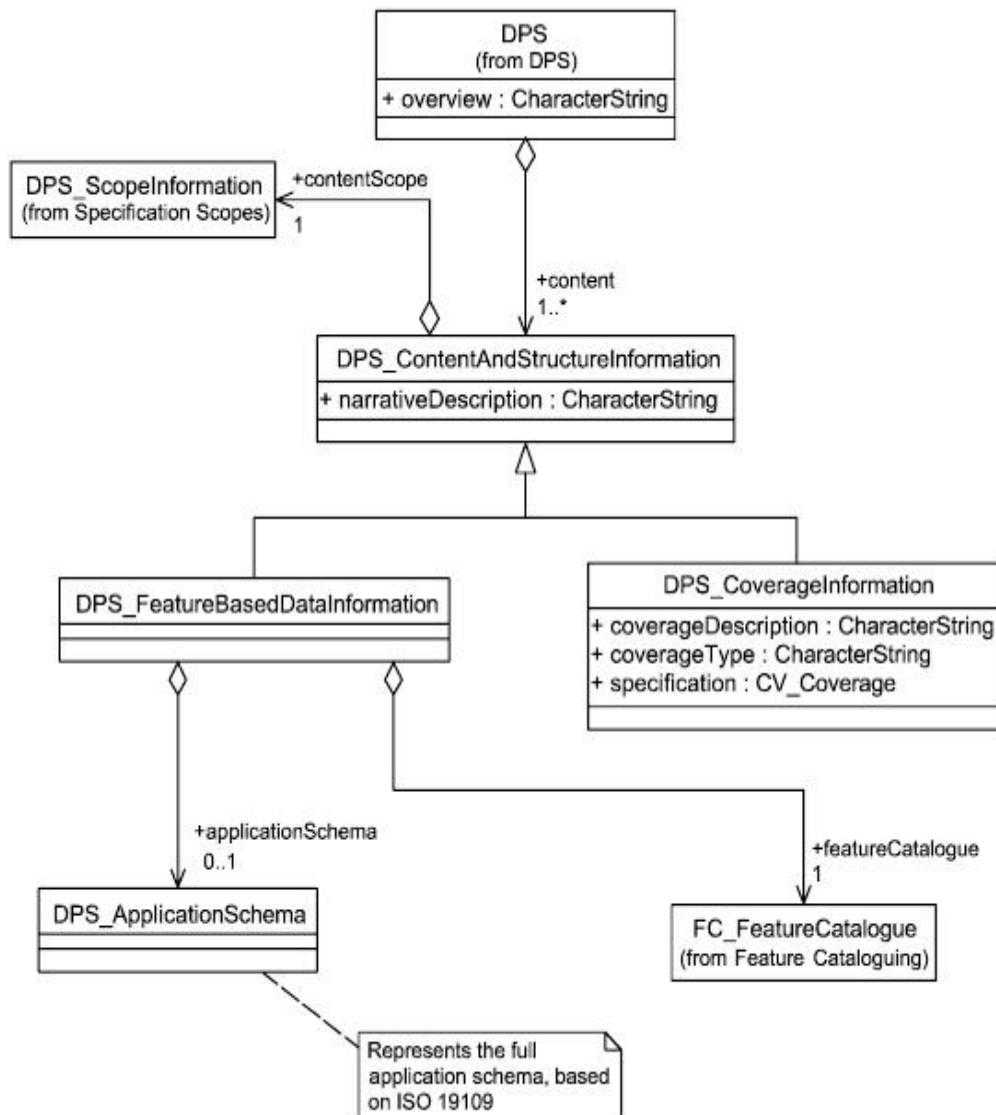 DPS
(from DPS)
+ overview : CharacterString
DPS_ScopeInformation
(from Specification Scopes)
+contentScope
1
+content
1..*
DPS_ContentAndStructureInformation
+ narrativeDescription : CharacterString
DPS_FeatureBasedDataInformation
DPS_CoverageInformation
+ coverageDescription : CharacterString
+ coverageType : CharacterString
+ specification : CV_Coverage
+applicationSchema
0..1
+featureCatalogue
1
DPS_ApplicationSchema
FC_FeatureCatalogue
(from Feature Cataloguing)
Represents the full
application schema, based
on ISO 19109